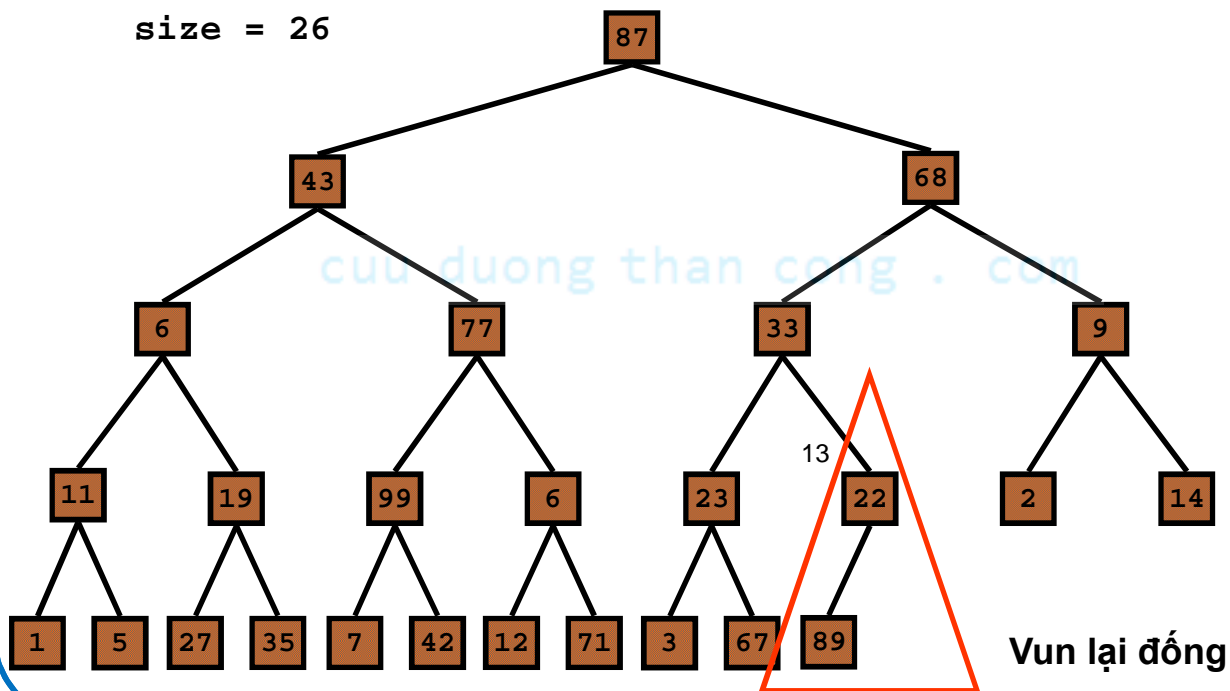 size = 26
87
43 68
cuu duong than cong . com
6 77 33 9
13
11 19 99 6 23 22 2 14
1 5 27 35 7 42 12 71 3 67 89
Vun lại đống